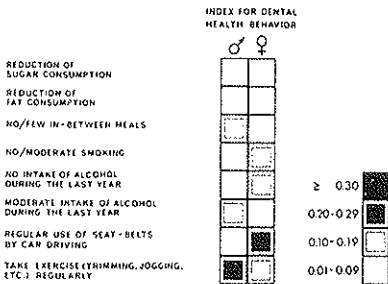 INDEX FOR DENTAL
HEALTH BEHAVIOR
♂ ♀
REDUCTION OF
SUGAR CONSUMPTION
REDUCTION OF
FAT CONSUMPTION
NO/FEW IN-BETWEEN MEALS
NO/MODERATE SMOKING
NO INTAKE OF ALCOHOL
DURING THE LAST YEAR
MODERATE INTAKE OF ALCOHOL
DURING THE LAST YEAR
REGULAR USE OF SEAT-BELTS
BY CAR DRIVING
TAKE EXERCISE (TRIMMING, JOGGING,
ETC.) REGULARLY
≥ 0.30
0.20-0.29
0.10-0.19
0.01-0.09